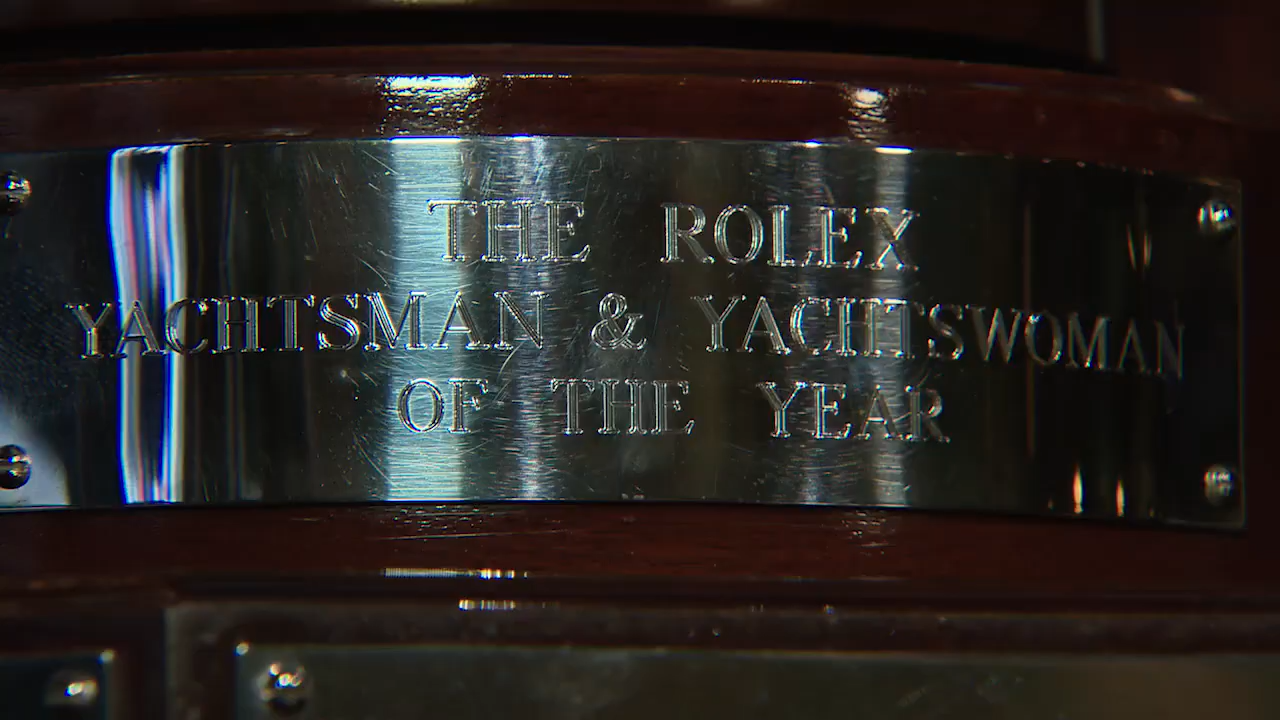 THE ROLEX
YACHTSMAN & YACHTSWOMAN
OF THE YEAR